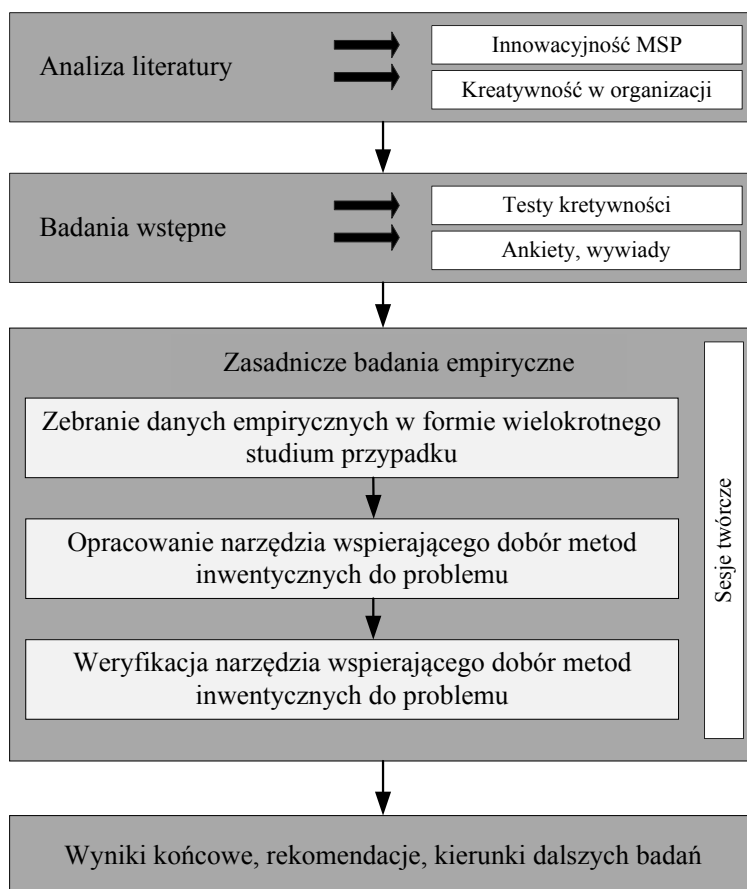 Analiza literatury
Innowacyjność MSP
Kreatywność w organizacji
Badania wstępne
Testy kretywności
Ankiety, wywiady
Zasadnicze badania empiryczne
Zebranie danych empirycznych w formie wielokrotnego
studium przypadku
Opracowanie narzędzia wspierającego dobór metod
inwentycznych do problemu
Weryfikacja narzędzia wspierającego dobór metod
inwentycznych do problemu
Sesje twórcze
Wyniki końcowe, rekomendacje, kierunki dalszych badań